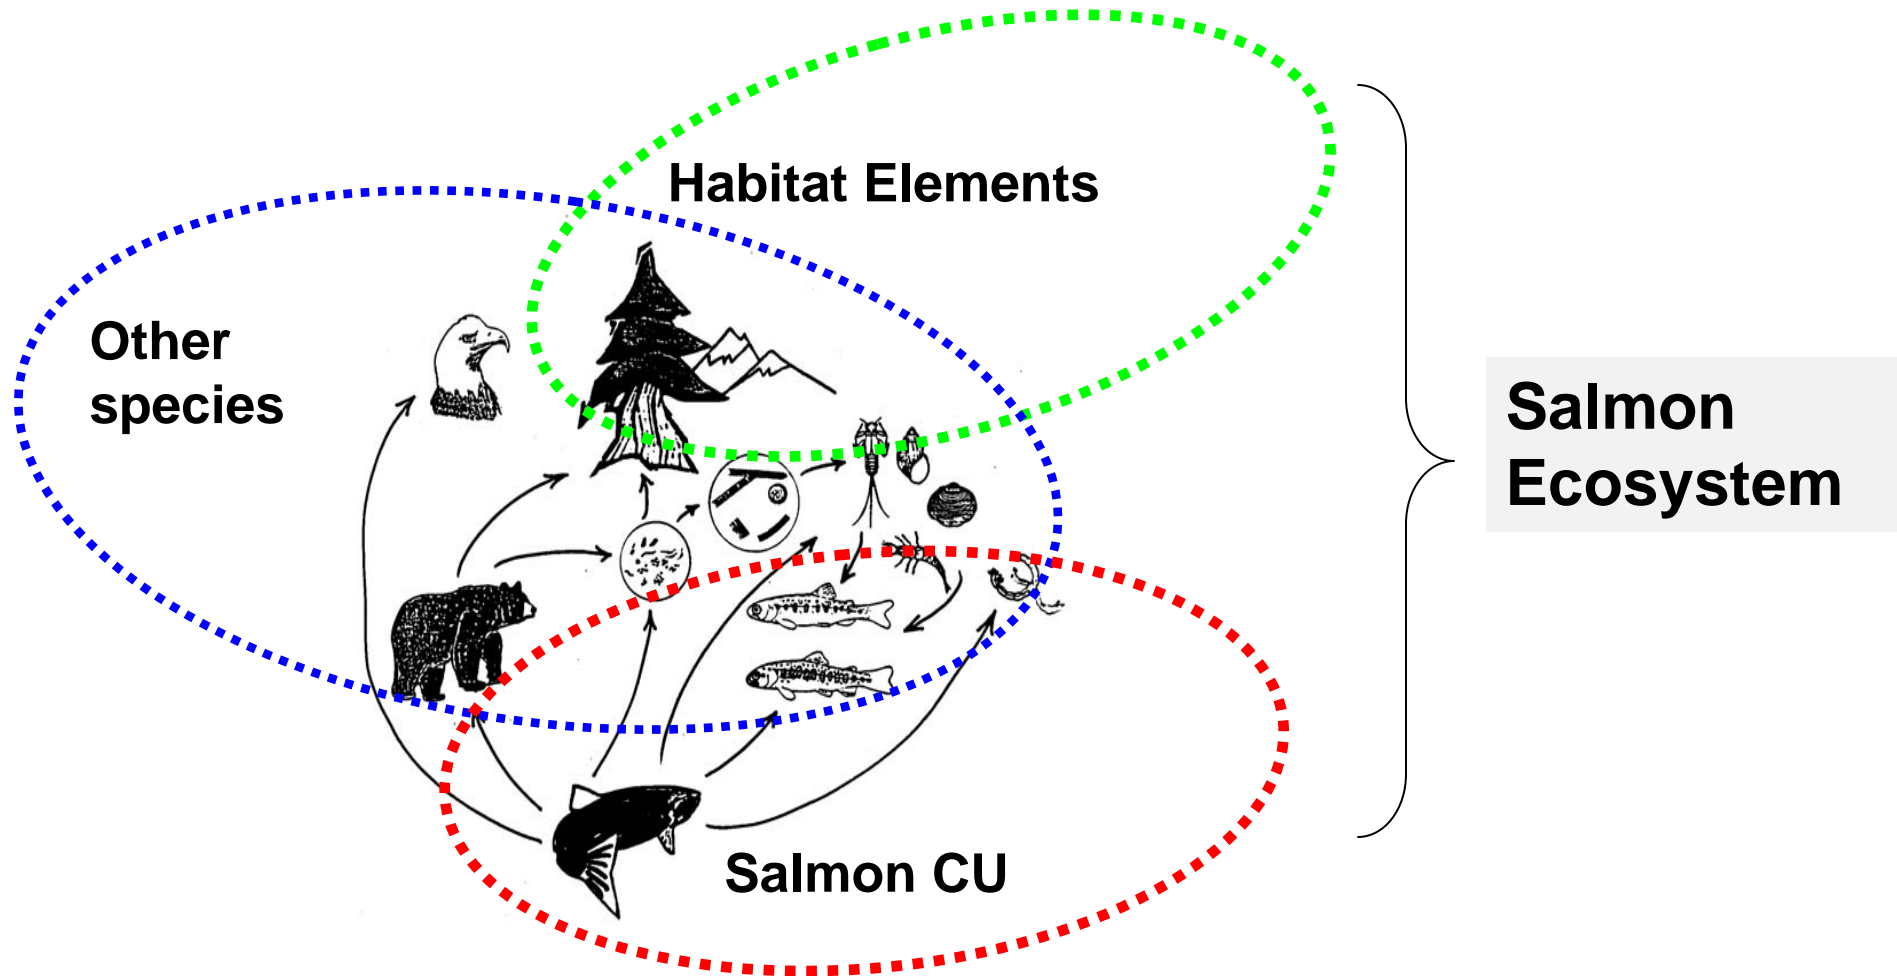 Habitat Elements
Other
species
Salmon
Ecosystem
Salmon CU